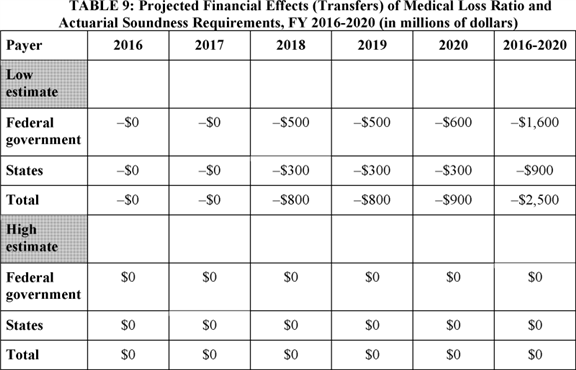 TABLE 9: Projected Financial Effects (Transfers) of Medical Loss Ratio and
Actuarial Soundness Requirements, FY 2016-2020 (in millions of dollars)
Payer 2016 2017 2018 2019 2020 2016-2020
Low
estimate
Federal
government –$0 –$0 –$500 –$500 –$600 –$1,600
States –$0 –$0 –$300 –$300 –$300 –$900
Total –$0 –$0 –$800 –$800 –$900 –$2,500
High
estimate
Federal
government $0 $0 $0 $0 $0 $0
States $0 $0 $0 $0 $0 $0
Total $0 $0 $0 $0 $0 $0